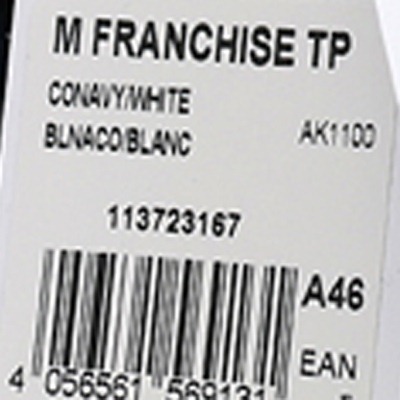 M FRANCHISE TP
CONAVY/WHITE
BLNACO/BLANC
AK1100
113723167
A46
EAN
4 056561 569131